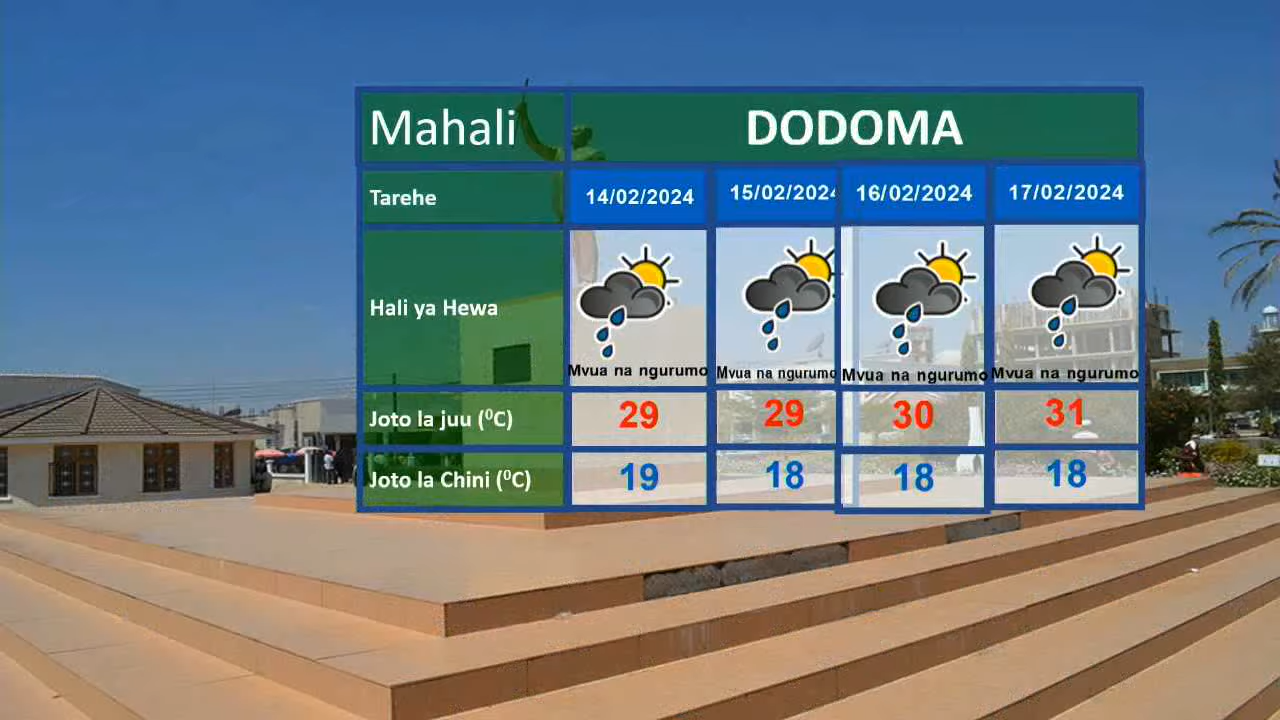 Mahali DODOMA
Tarehe 14/02/2024 15/02/2024 16/02/2024 17/02/2024
Hali ya Hewa
Mvua na ngurumo Mvua na ngurumo Mvua na ngurumo Mvua na ngurumo
Joto la juu (⁰C) 29 29 30 31
Joto la Chini (⁰C) 19 18 18 18